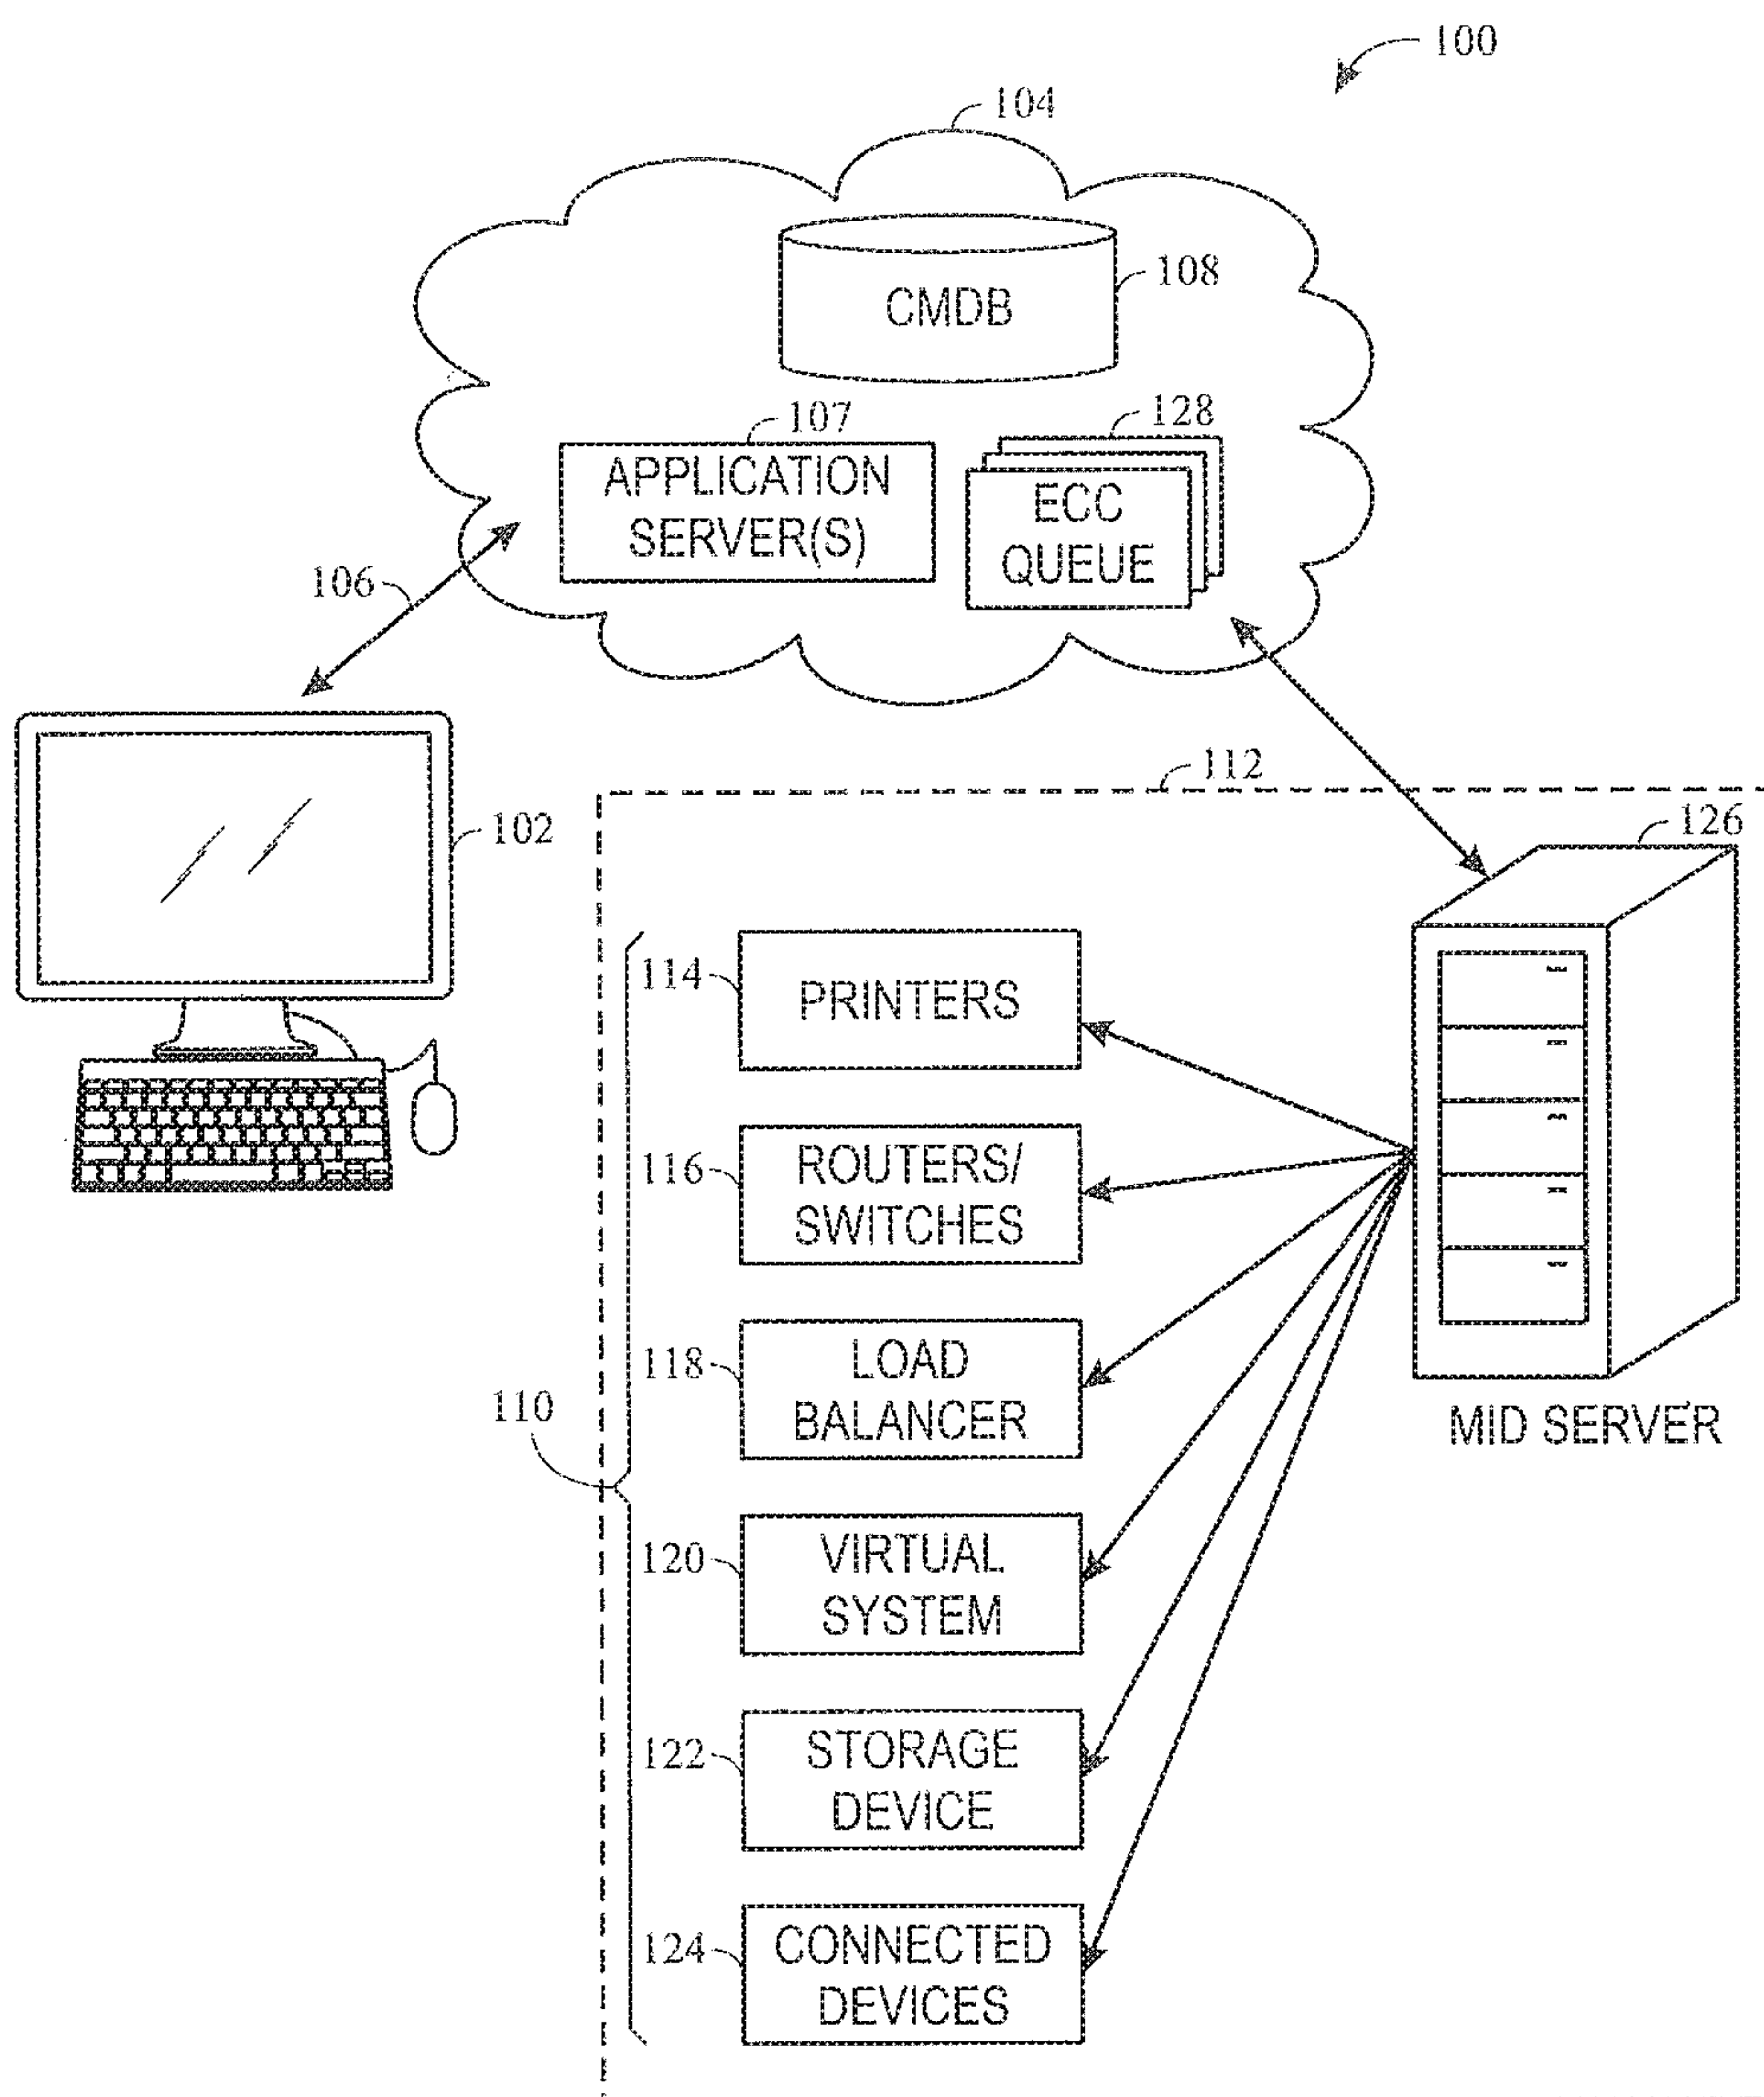 100
104
CMDB
108
107
128
APPLICATION
SERVER(S)
ECC
QUEUE
106
112
102
126
114
PRINTERS
116
ROUTERS/
SWITCHES
118
LOAD
BALANCER
110
MID SERVER
120
VIRTUAL
SYSTEM
122
STORAGE
DEVICE
124
CONNECTED
DEVICES